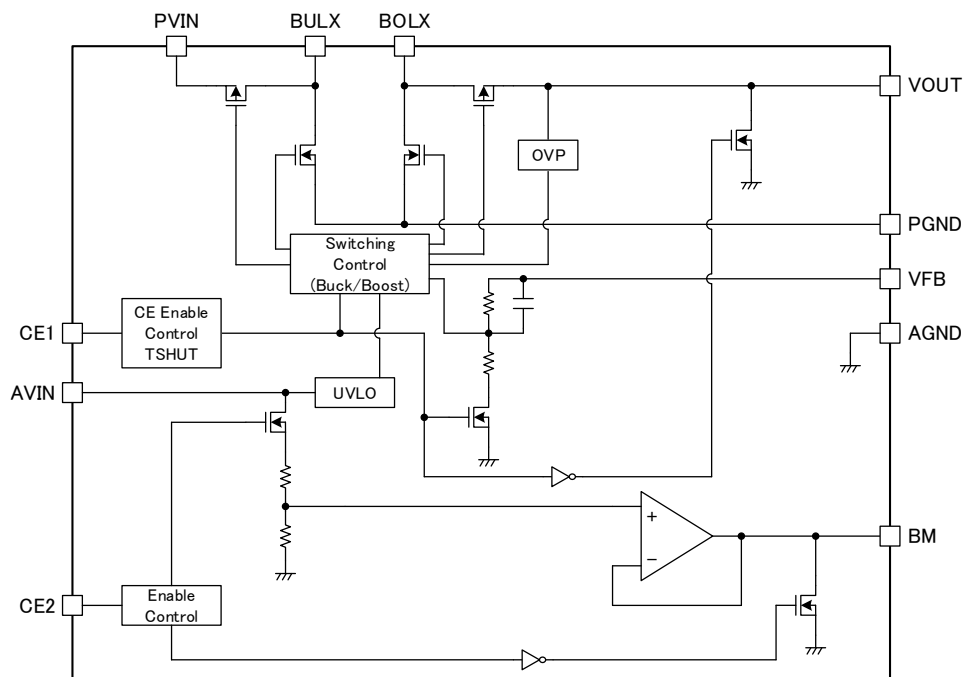 PVIN
BULX
BOLX
VOUT
OVP
PGND
Switching
Control
(Buck/Boost)
VFB
CE1
CE Enable
Control
TSHUT
AGND
AVIN
UVLO
+
−
BM
CE2
Enable
Control